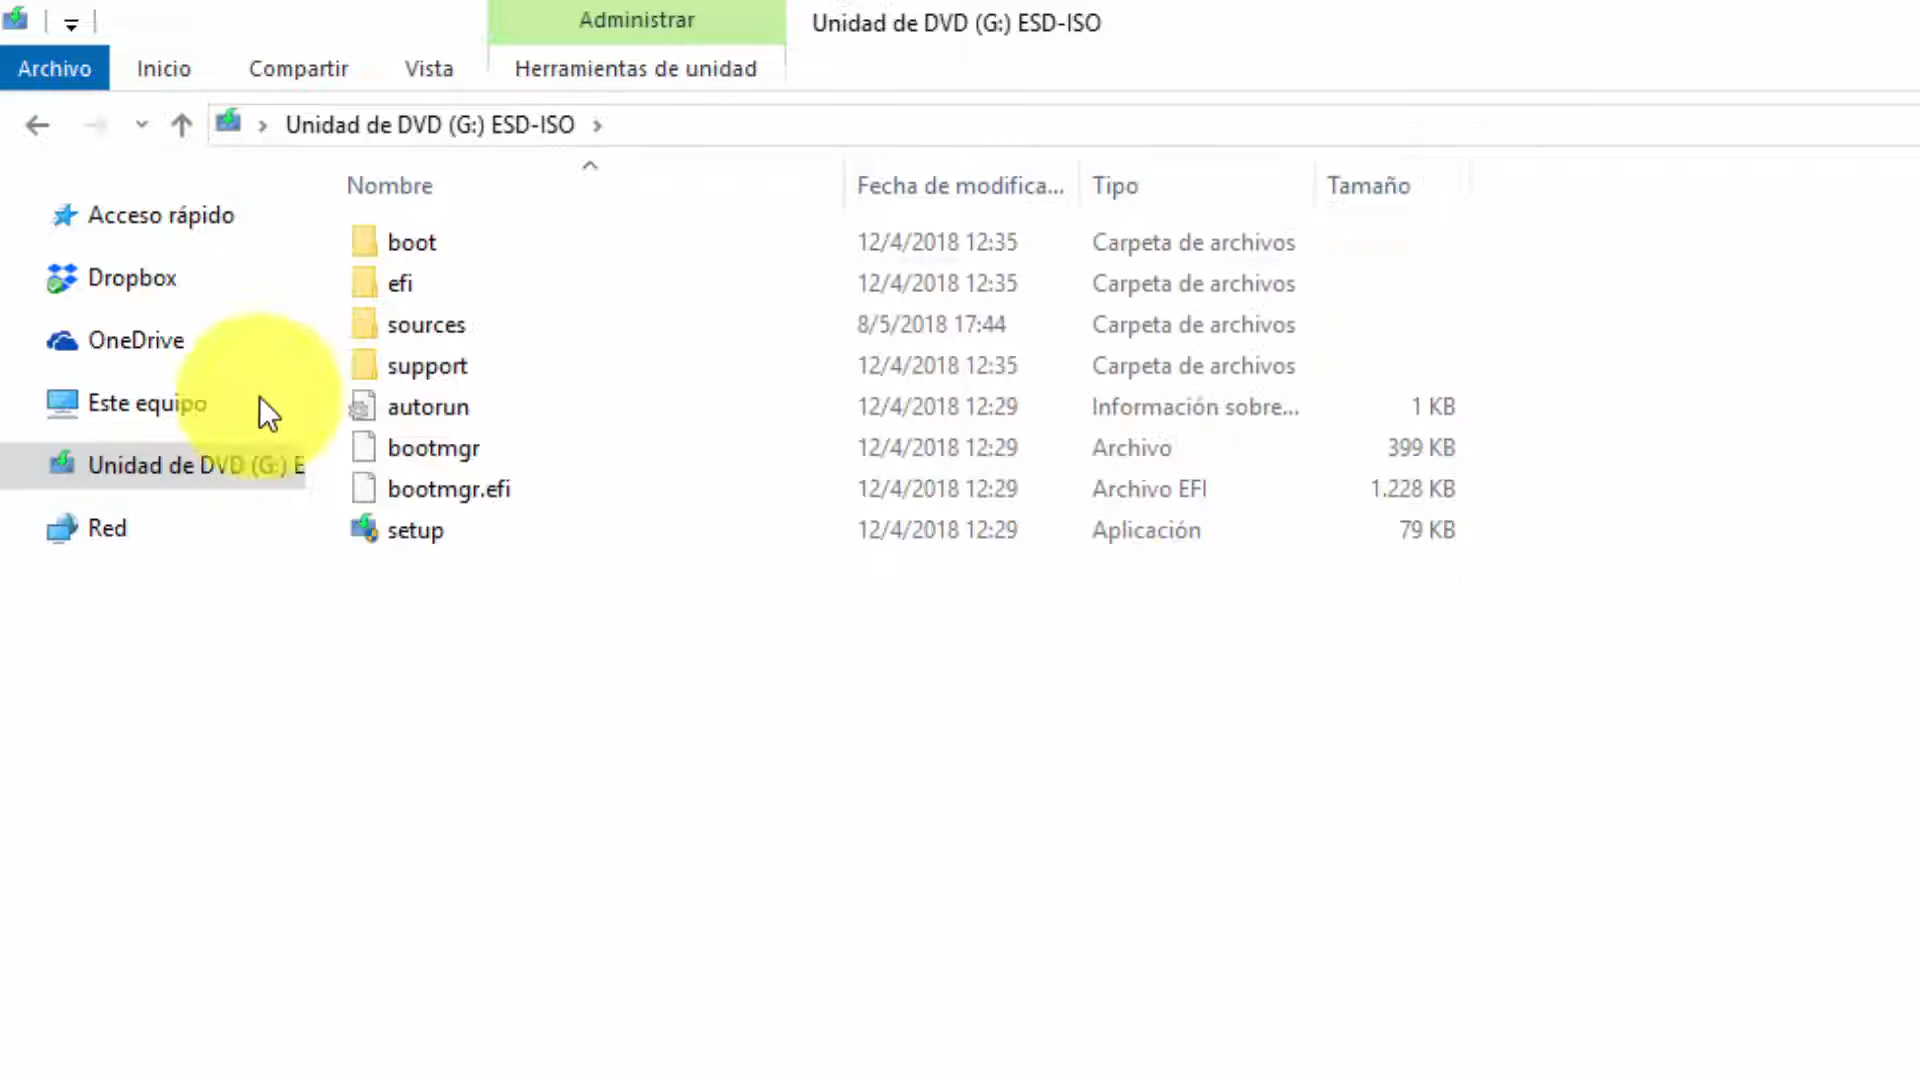 Administrar
Unidad de DVD (G:) ESD-ISO
Archivo Inicio Compartir Vista Herramientas de unidad
Unidad de DVD (G:) ESD-ISO
Nombre Fecha de modifica... Tipo Tamaño
Acceso rápido
Dropbox
OneDrive
Este equipo
Unidad de DVD (G:) E
Red
boot 12/4/2018 12:35 Carpeta de archivos
efi 12/4/2018 12:35 Carpeta de archivos
sources 8/5/2018 17:44 Carpeta de archivos
support 12/4/2018 12:35 Carpeta de archivos
autorun 12/4/2018 12:29 Información sobre... 1 KB
bootmgr 12/4/2018 12:29 Archivo 399 KB
bootmgr.efi 12/4/2018 12:29 Archivo EFI 1.228 KB
setup 12/4/2018 12:29 Aplicación 79 KB